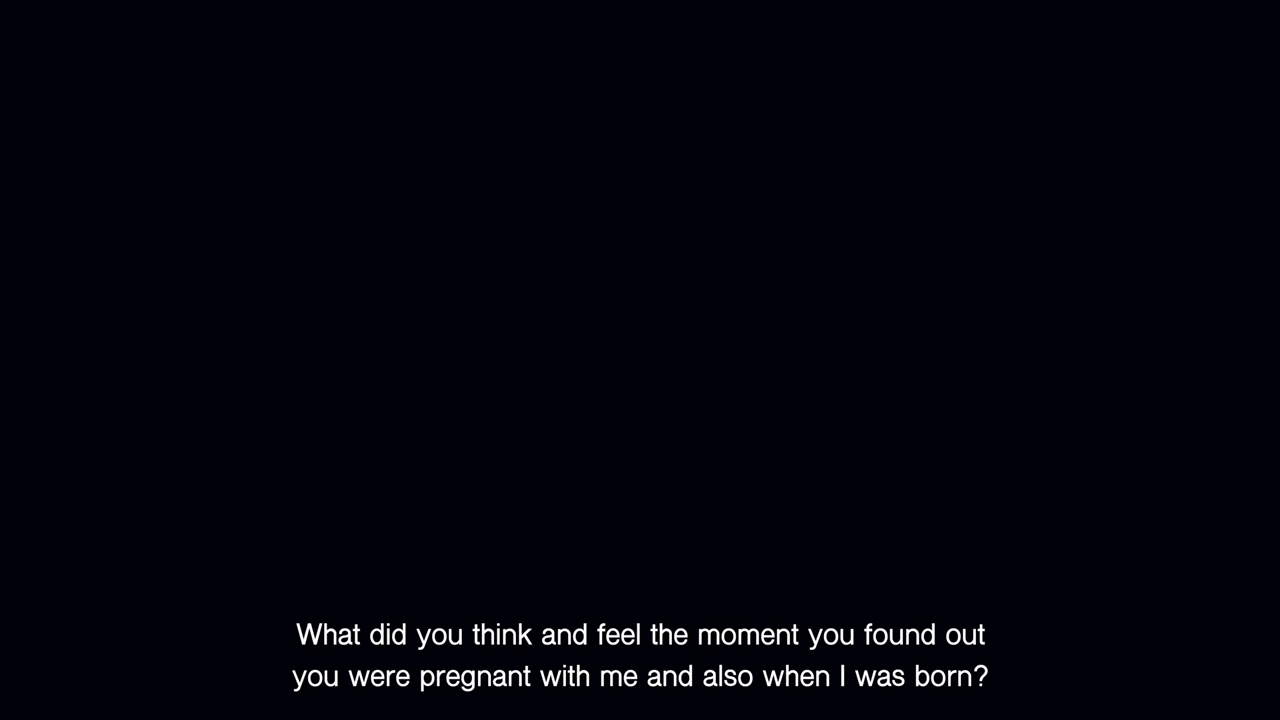 What did you think and feel the moment you found out
you were pregnant with me and also when I was born?